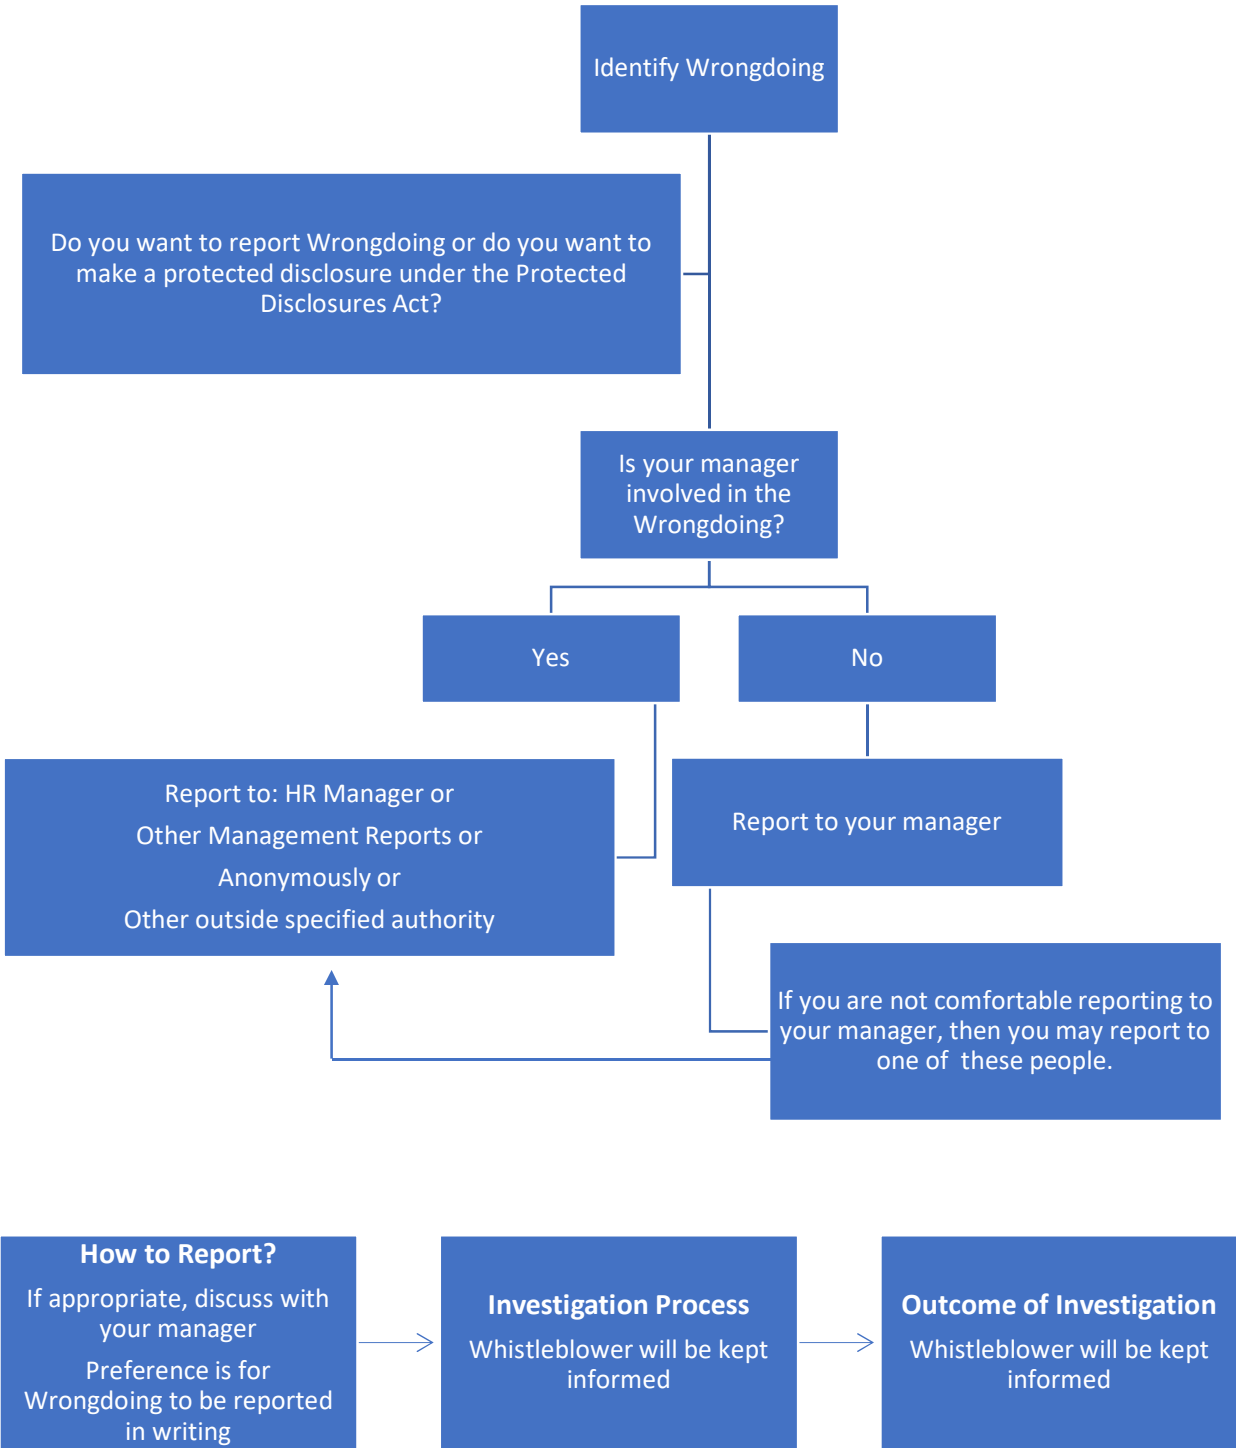 Identify Wrongdoing
Do you want to report Wrongdoing or do you want to
make a protected disclosure under the Protected
Disclosures Act?
Is your manager
involved in the
Wrongdoing?
Yes
No
Report to: HR Manager or
Other Management Reports or
Anonymously or
Other outside specified authority
Report to your manager
If you are not comfortable reporting to
your manager, then you may report to
one of  these people.
How to Report?
If appropriate, discuss with
your manager
Preference is for
Wrongdoing to be reported
in writing
Investigation Process
Whistleblower will be kept
informed
Outcome of Investigation
Whistleblower will be kept
informed